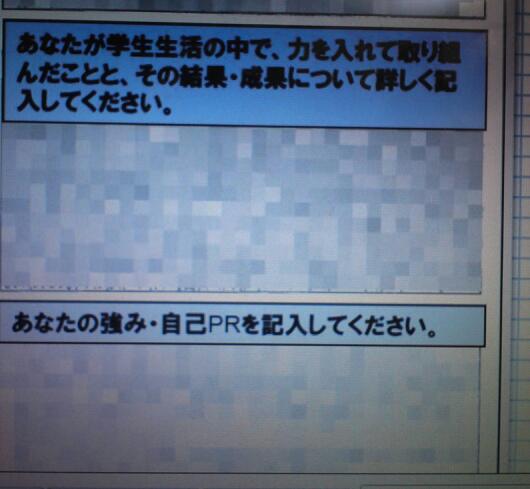 あなたが学生生活の中で、力を入れて取り組
んだことと、その結果・成果について詳しく記
入してください。
あなたの強み・自己PRを記入してください。